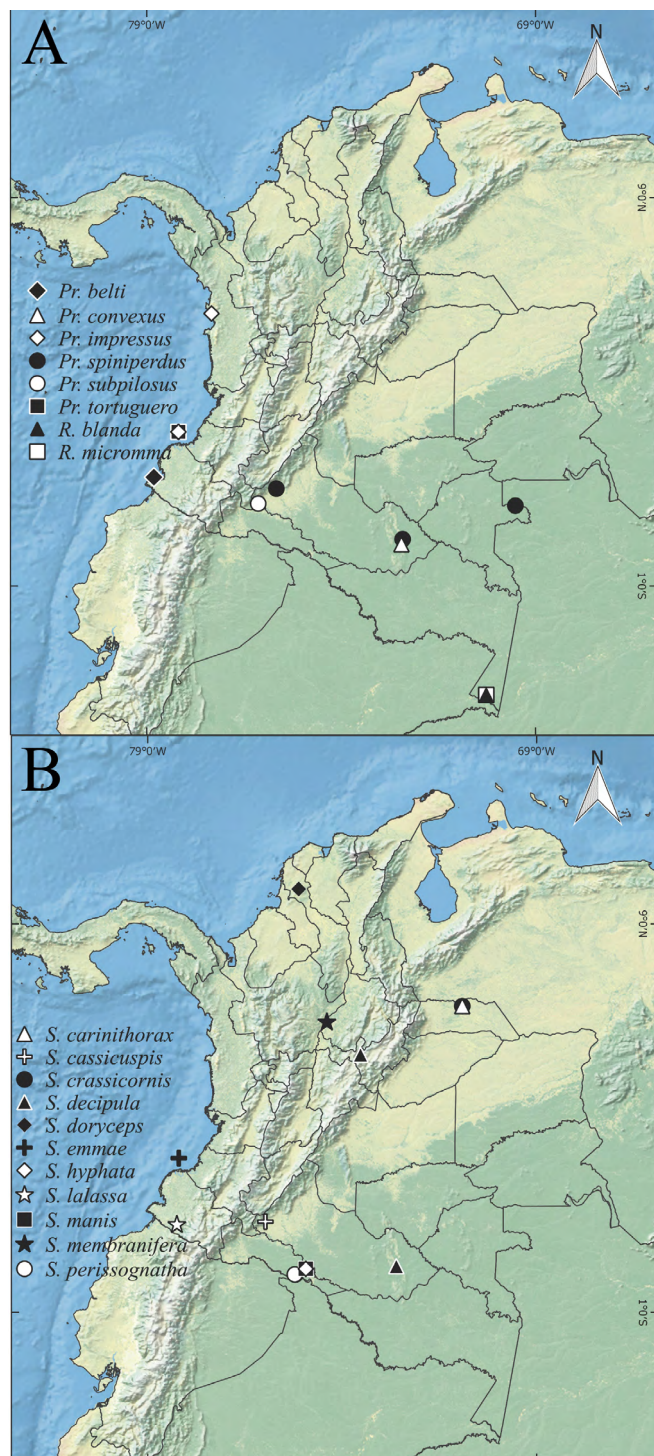 A
79°0'W
69°0'W
N
9°0'N
Pr. belti
Pr. convexus
Pr. impressus
Pr. spiniperdus
Pr. subpilosus
Pr. tortuguero
R. blanda
R. micromma
1°0'S
79°0'W
69°0'W
B
N
9°0'N
S. carinithorax
S. cassicuspis
S. crassicornis
S. decipula
S. doryceps
S. emmae
S. hyphata
S. lalassa
S. manis
S. membranifera
S. perissognatha
1°0'S